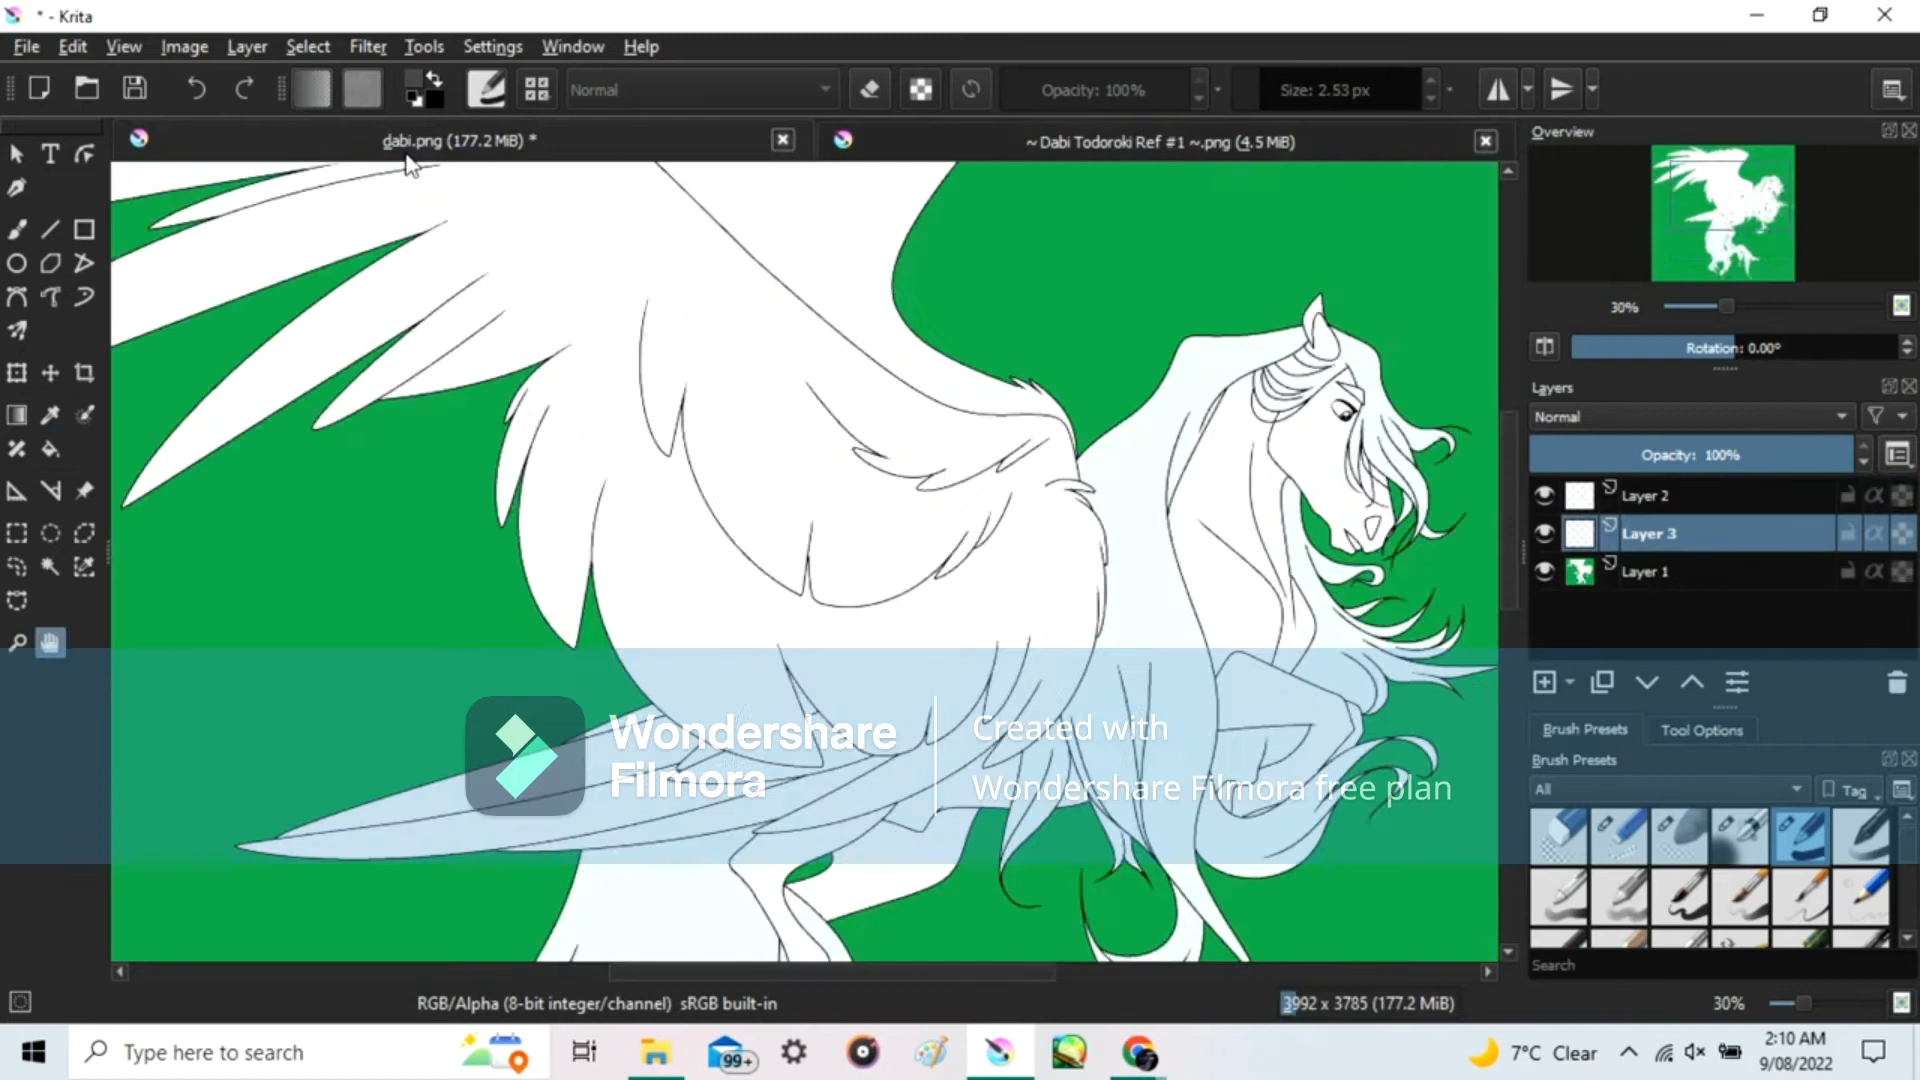 * - Krita
File Edit View Image Layer Select Filter Tools Settings Window Help
Normal
Opacity: 100%
Size: 2.53 px
dabi.png (177.2 MiB) *
~ Dabi Todoroki Ref #1 ~.png (4.5 MiB)
Overview
30%
Rotation: 0.00°
Layers
Normal
Opacity: 100%
Layer 2
Layer 3
Layer 1
Wondershare
Filmora
Created with
Wondershare Filmora free plan
Brush Presets Tool Options
Brush Presets
All
Tag
Search
RGB/Alpha (8-bit integer/channel) sRGB built-in
3992 x 3785 (177.2 MiB)
30%
Type here to search
99+
7°C Clear
2:10 AM
9/08/2022